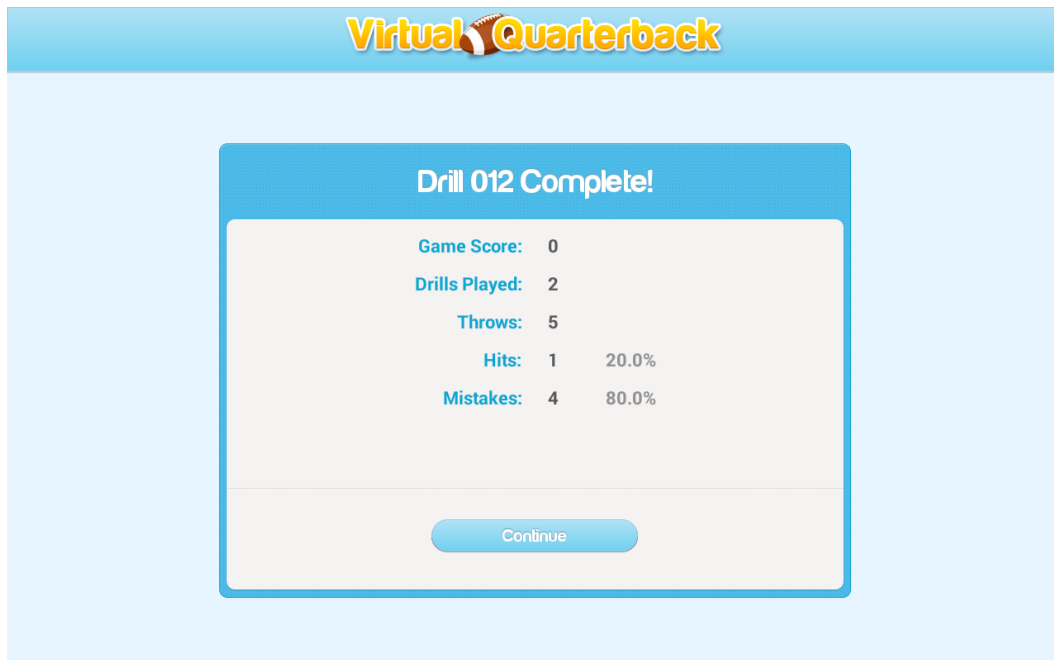 Virtual Quarterback
Drill 012 Complete!
Game Score: 0
Drills Played: 2
Throws: 5
Hits: 1 20.0%
Mistakes: 4 80.0%
Continue